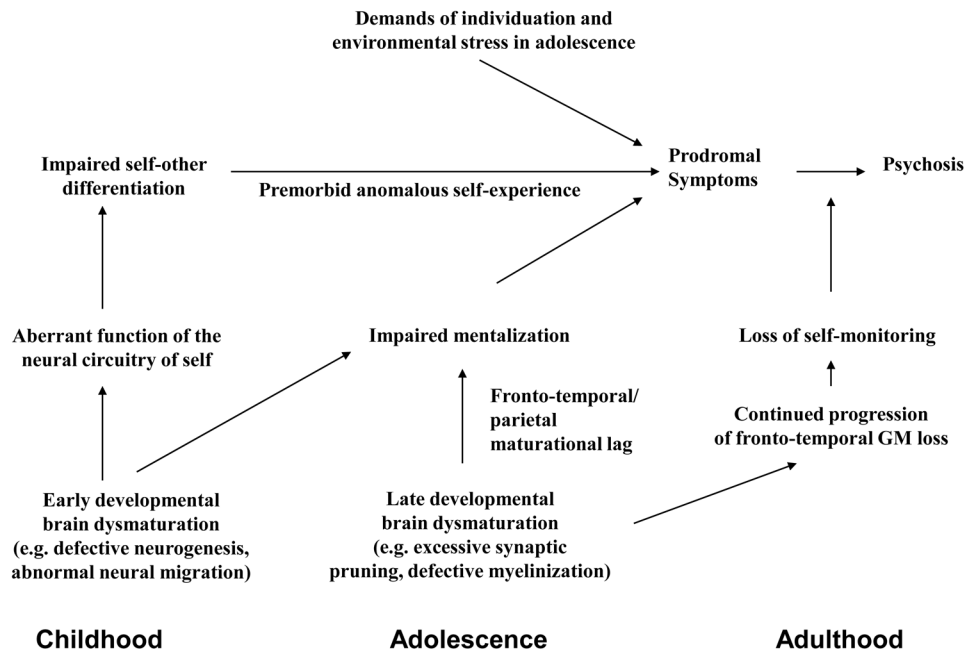 Demands of individuation and
environmental stress in adolescence
Impaired self-other
differentiation
Premorbid anomalous self-experience
Prodromal
Symptoms
Psychosis
Aberrant function of the
neural circuitry of self
Impaired mentalization
Loss of self-monitoring
Fronto-temporal/
parietal
maturational lag
Continued progression
of fronto-temporal GM loss
Early developmental
brain dysmaturation
(e.g. defective neurogenesis,
abnormal neural migration)
Late developmental
brain dysmaturation
(e.g. excessive synaptic
pruning, defective myelinization)
Childhood
Adolescence
Adulthood